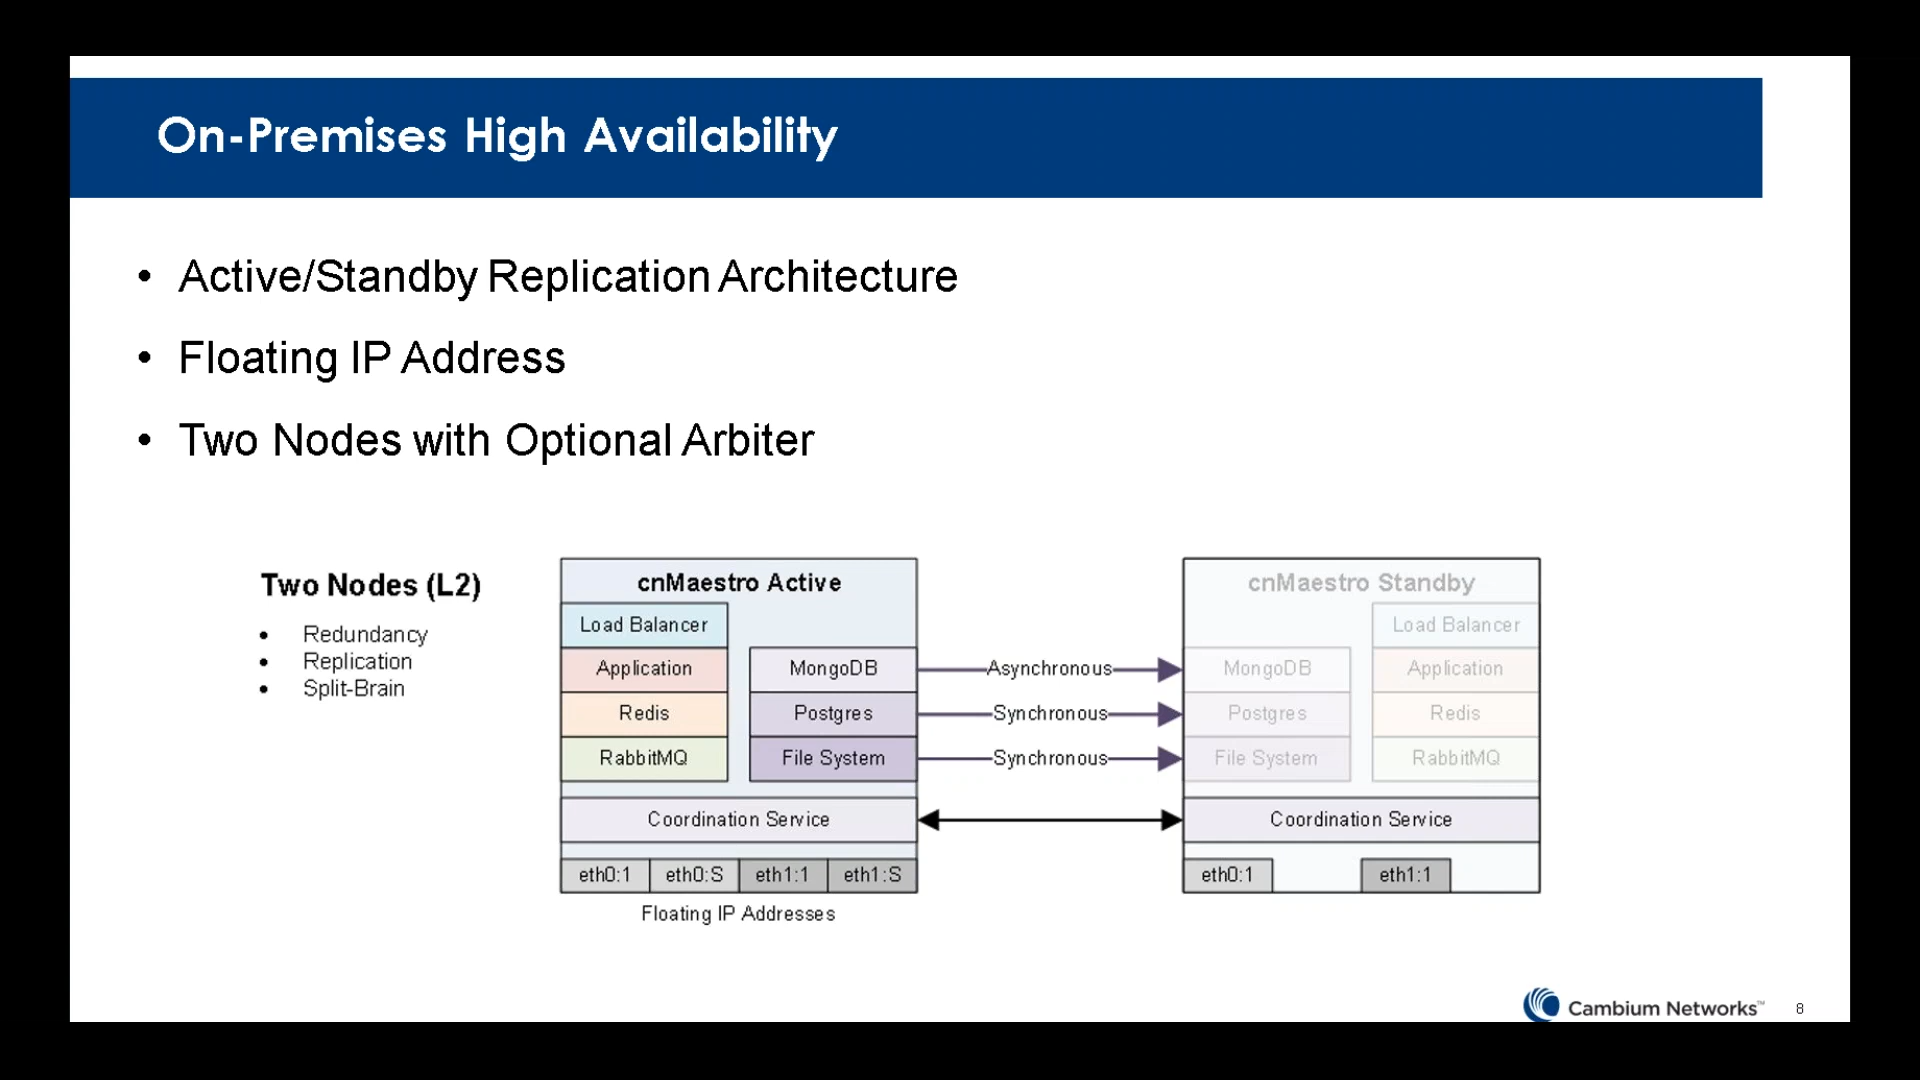 On-Premises High Availability
• Active/Standby Replication Architecture
• Floating IP Address
• Two Nodes with Optional Arbiter
Two Nodes (L2)
• Redundancy
• Replication
• Split-Brain
cnMaestro Active
Load Balancer
Application
Redis
RabbitMQ
MongoDB
Postgres
File System
Coordination Service
eth0:1 eth0:S eth1:1 eth1:S
Floating IP Addresses
Asynchronous
Synchronous
Synchronous
cnMaestro Standby
MongoDB
Postgres
File System
Load Balancer
Application
Redis
RabbitMQ
Coordination Service
eth0:1 eth1:1
Cambium Networks™ 8